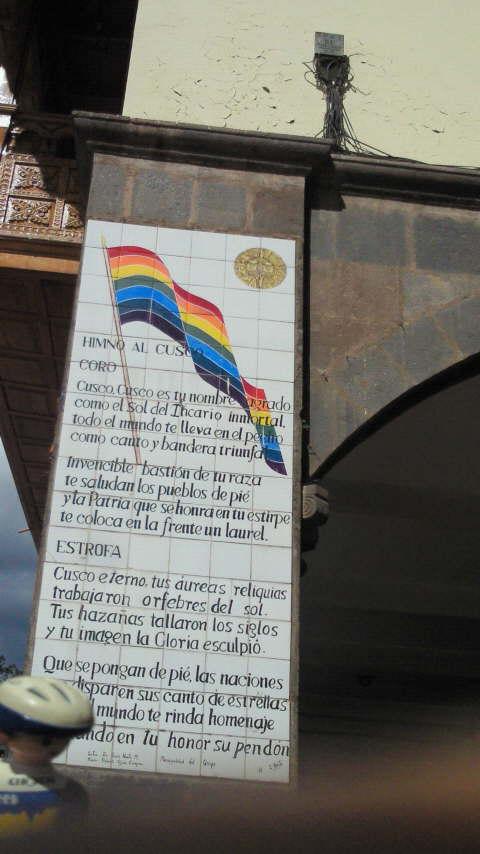 HIMNO AL CUSCO
CORO
Cusco, Cusco es tu nombre sagrado
como el Sol del Incario inmortal,
todo el mundo te lleva en el pecho
como canto y bandera triunfal
Invencible bastión de tu raza
te saludan los pueblos de pié
y la Patria que se honra en tu estirpe
te coloca en la frente un laurel.
ESTROFA
Cusco eterno, tus áureas reliquias
trabajaron orfebres del sol.
Tus hazañas tallaron los siglos
y tu imagen la Gloria esculpió.
Que se pongan de pié, las naciones
disparen sus canto de estrellas
mundo te rinda homenaje
en tu honor su pendón
Municipalidad del Cusco